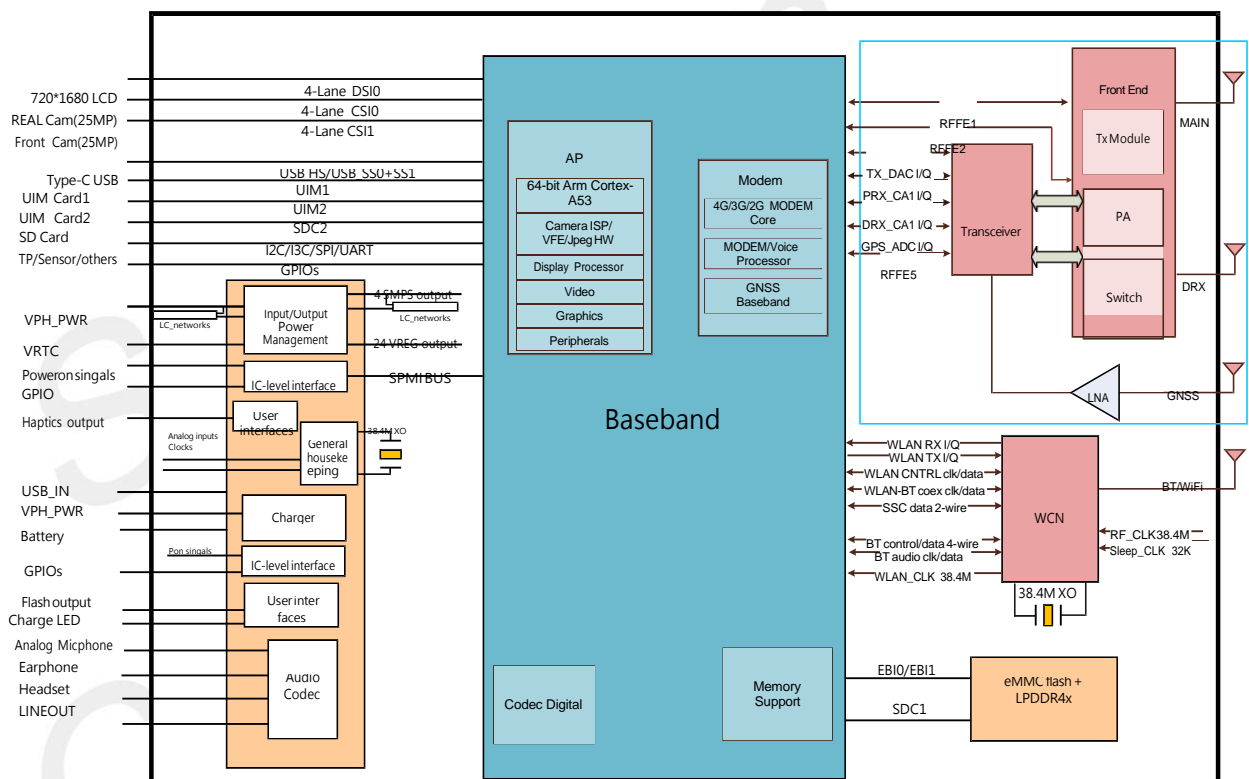 720*1680 LCD
REAL Cam(25MP)
Front Cam(25MP)
Type-C USB
UIM Card1
UIM Card2
SD Card
TP/Sensor/others
4-Lane DSI0
4-Lane CSI0
4-Lane CSI1
USB HS/USB_SS0+SS1
UIM1
UIM2
SDC2
I2C/I3C/SPI/UART
GPIOs
VPH_PWR
VRTC
Poweronsingals
GPIO
Haptics output
LC_networks
Input/Output
Power
Management
4 SMPS output
LC_networks
24 VREG output
IC-level interface
SPMI BUS
User
interfaces
Analog inputs
Clocks
General
houseke
eping
38.4M XO
USB_IN
VPH_PWR
Battery
Charger
Pon singals
GPIOs
IC-level interface
Flash output
Charge LED
User inter
faces
Analog Micphone
Earphone
Headset
LINEOUT
Audio
Codec
AP
64-bit Arm Cortex-
A53
Camera ISP/
VFE/Jpeg HW
Display Processor
Video
Graphics
Peripherals
Modem
4G/3G/2G MODEM
Core
MODEM/Voice
Processor
GNSS
Baseband
Baseband
Codec Digital
Memory
Support
RFFE1
RFFE2
TX_DAC I/Q
PRX_CA1 I/Q
DRX_CA1 I/Q
GPS_ADC I/Q
RFFE5
Transceiver
Front End
Tx Module
PA
Switch
MAIN
DRX
LNA
GNSS
WLAN RX I/Q
WLAN TX I/Q
WLAN CNTRL clk/data
WLAN-BT coex clk/data
SSC data 2-wire
BT control/data 4-wire
BT audio clk/data
WLAN_CLK 38.4M
WCN
BT/WiFi
RF_CLK38.4M
Sleep_CLK 32K
38.4M XO
EBI0/EBI1
SDC1
eMMC flash +
LPDDR4x